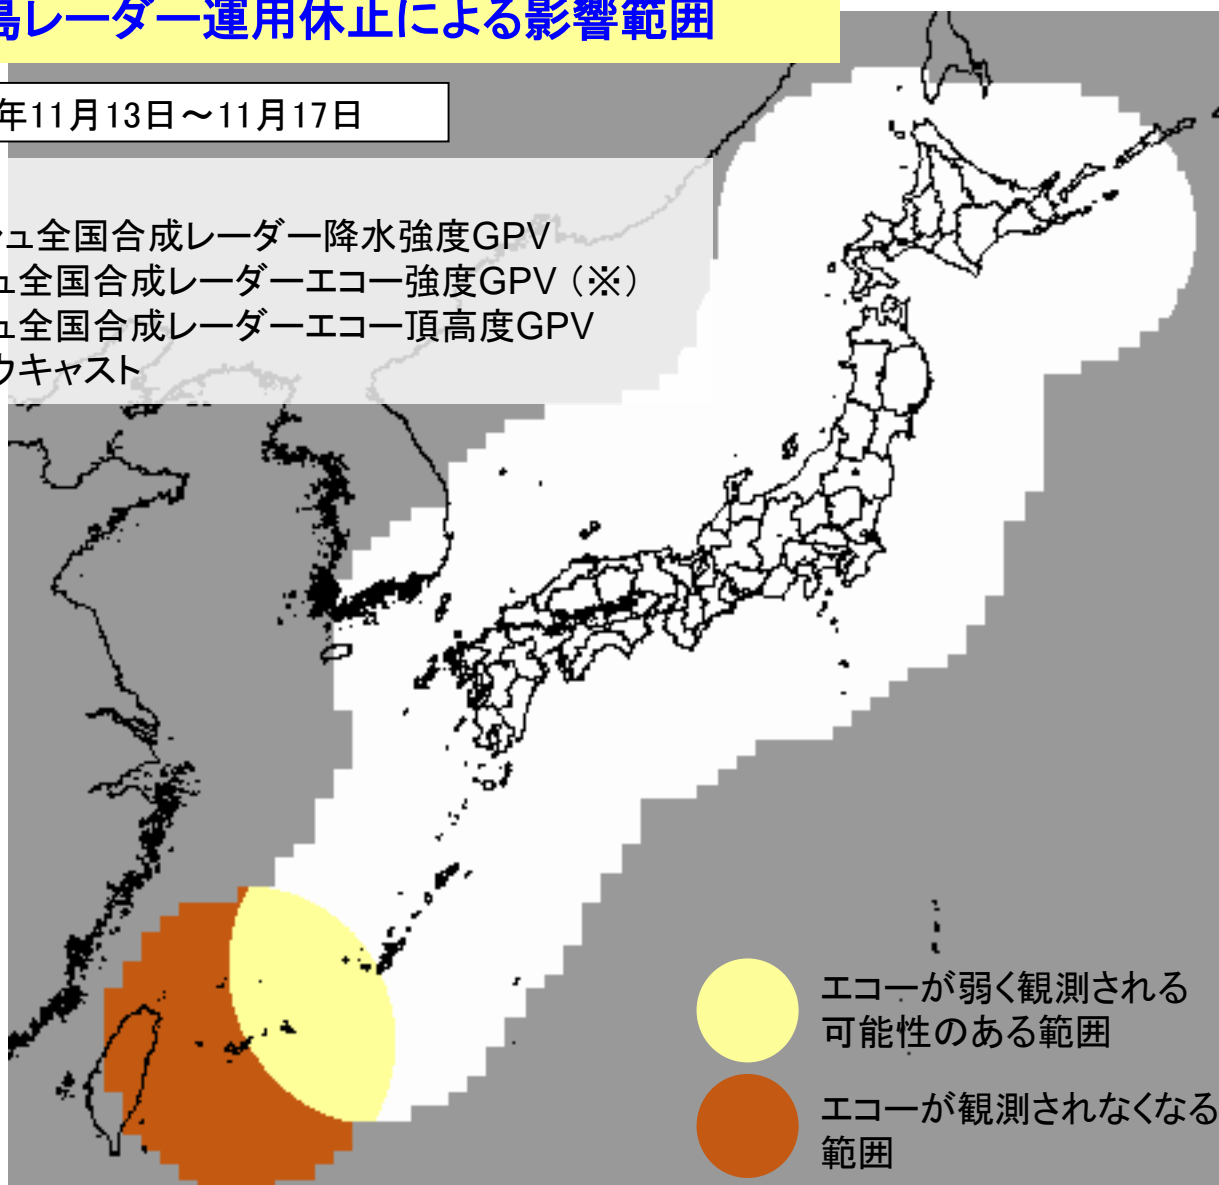 島レーダー運用休止による影響範囲
年11月13日～11月17日
ュ全国合成レーダー降水強度GPV
ュ全国合成レーダーエコー強度GPV（※）
ュ全国合成レーダーエコー頂高度GPV
ウキャスト
エコーが弱く観測される
可能性のある範囲
エコーが観測されなくなる
範囲